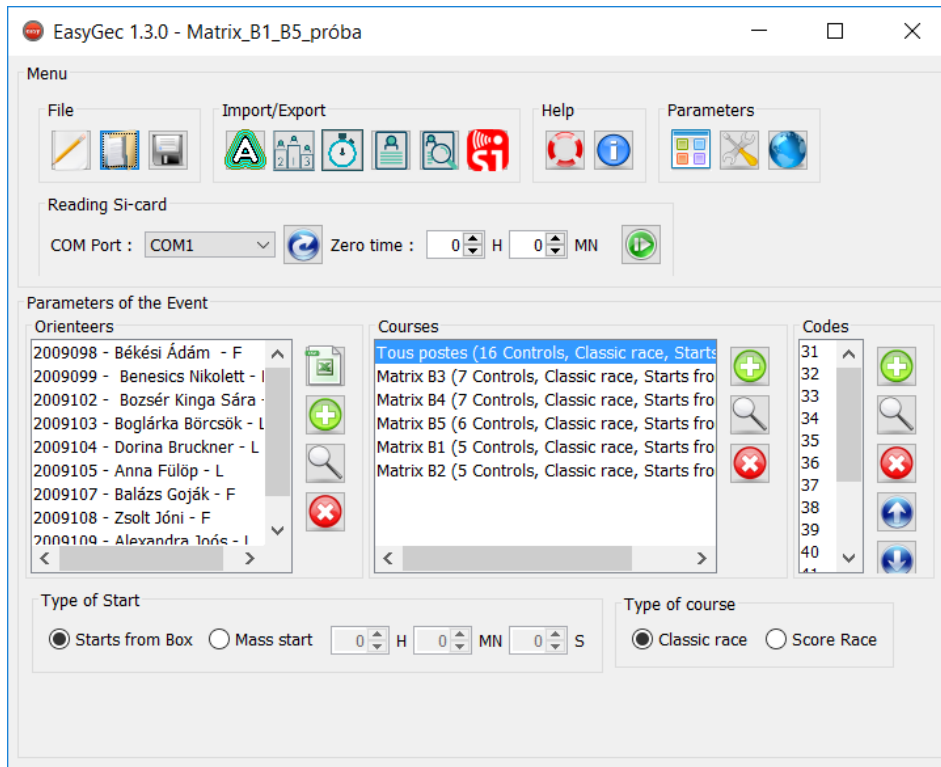 EasyGec 1.3.0 - Matrix_B1_B5_próba
Menu
File
Import/Export
Help
Parameters
Reading Si-card
COM Port :
COM1
Zero time :
0
H
0
MN
Parameters of the Event
Orienteers
2009098 - Békési Ádám - F
2009099 - Benesics Nikolett -
2009102 - Bozsér Kinga Sára -
2009103 - Boglárka Börcsök - L
2009104 - Dorina Bruckner - L
2009105 - Anna Fülöp - L
2009107 - Balázs Goják - F
2009108 - Zsolt Jóni - F
2009109 - Alexandra Joós - L
Courses
Tous postes (16 Controls, Classic race, Starts
Matrix B3 (7 Controls, Classic race, Starts fro
Matrix B4 (7 Controls, Classic race, Starts fro
Matrix B5 (6 Controls, Classic race, Starts fro
Matrix B1 (5 Controls, Classic race, Starts fro
Matrix B2 (5 Controls, Classic race, Starts fro
Codes
31
32
33
34
35
36
37
38
39
40
41
Type of Start
Starts from Box
Mass start
0
H
0
MN
0
S
Type of course
Classic race
Score Race